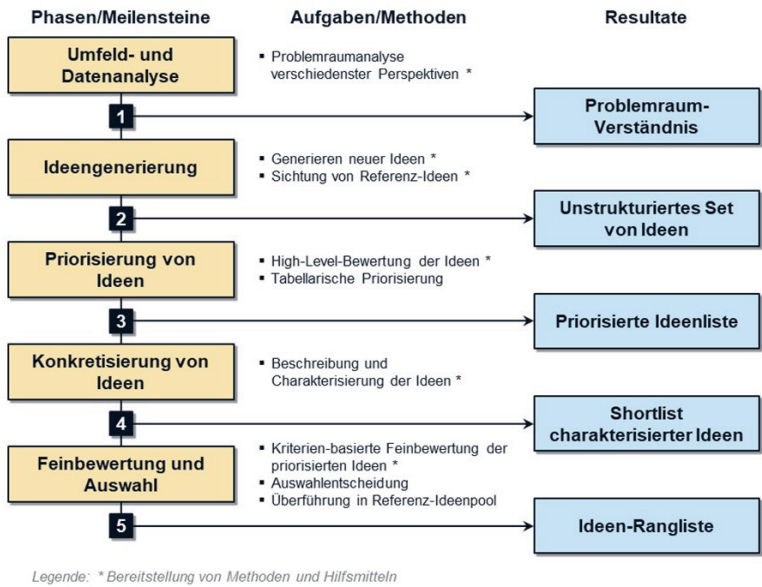 Phasen/Meilensteine
Aufgaben/Methoden
Resultate
Umfeld- und
Datenanalyse
▪ Problemraumanalyse
verschiedenster Perspektiven *
1
Problemraum-
Verständnis
Ideengenerierung
▪ Generieren neuer Ideen *
▪ Sichtung von Referenz-Ideen *
2
Unstrukturiertes Set
von Ideen
Priorisierung von
Ideen
▪ High-Level-Bewertung der Ideen *
▪ Tabellarische Priorisierung
3
Priorisierte Ideenliste
Konkretisierung von
Ideen
▪ Beschreibung und
Charakterisierung der Ideen *
4
Shortlist
charakterisierter Ideen
Feinbewertung und
Auswahl
▪ Kriterien-basierte Feinbewertung der
priorisierten Ideen *
▪ Auswahlentscheidung
▪ Überführung in Referenz-Ideenpool
5
Ideen-Rangliste
Legende: * Bereitstellung von Methoden und Hilfsmitteln